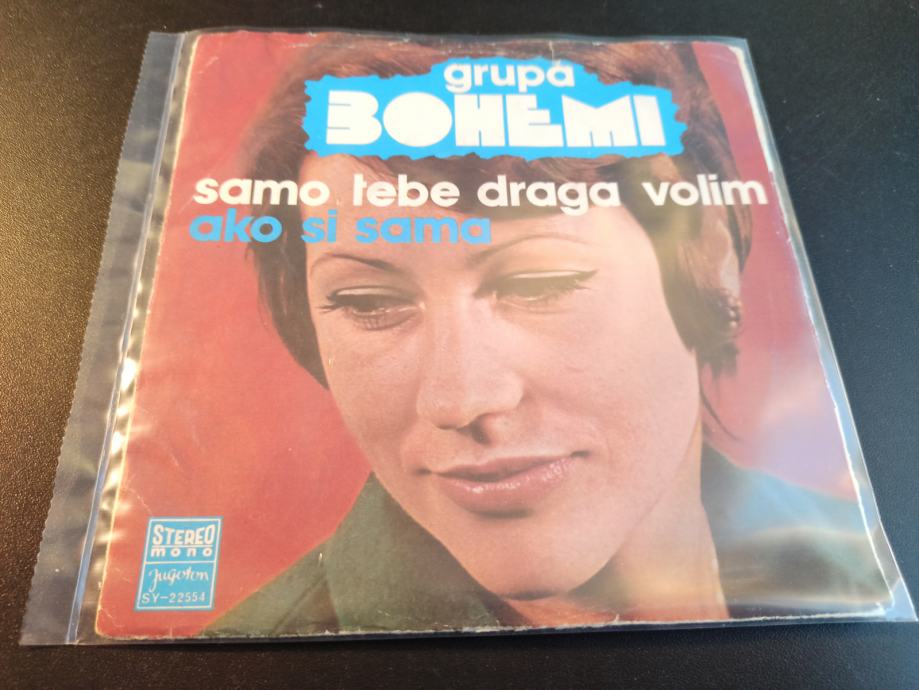 grupa
BOHEMI
samo tebe draga volim
ako si sama
STEREO
mono
Jugoton
SY-22554